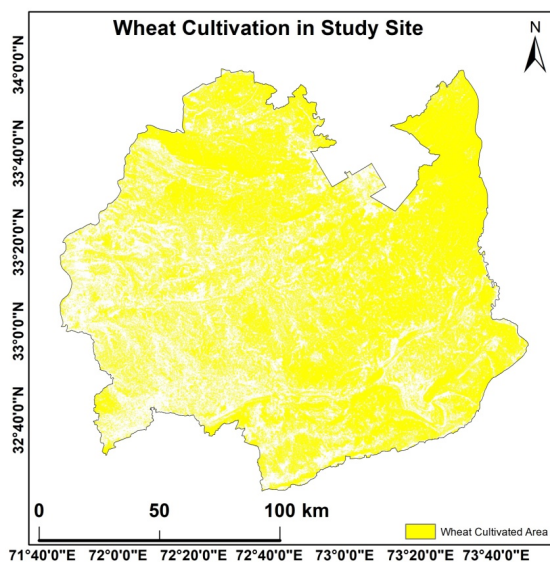 Wheat Cultivation in Study Site
N
34°0'0"N
33°40'0"N
33°20'0"N
33°0'0"N
32°40'0"N
0 50 100 km
Wheat Cultivated Area
71°40'0"E 72°0'0"E 72°20'0"E 72°40'0"E 73°0'0"E 73°20'0"E 73°40'0"E